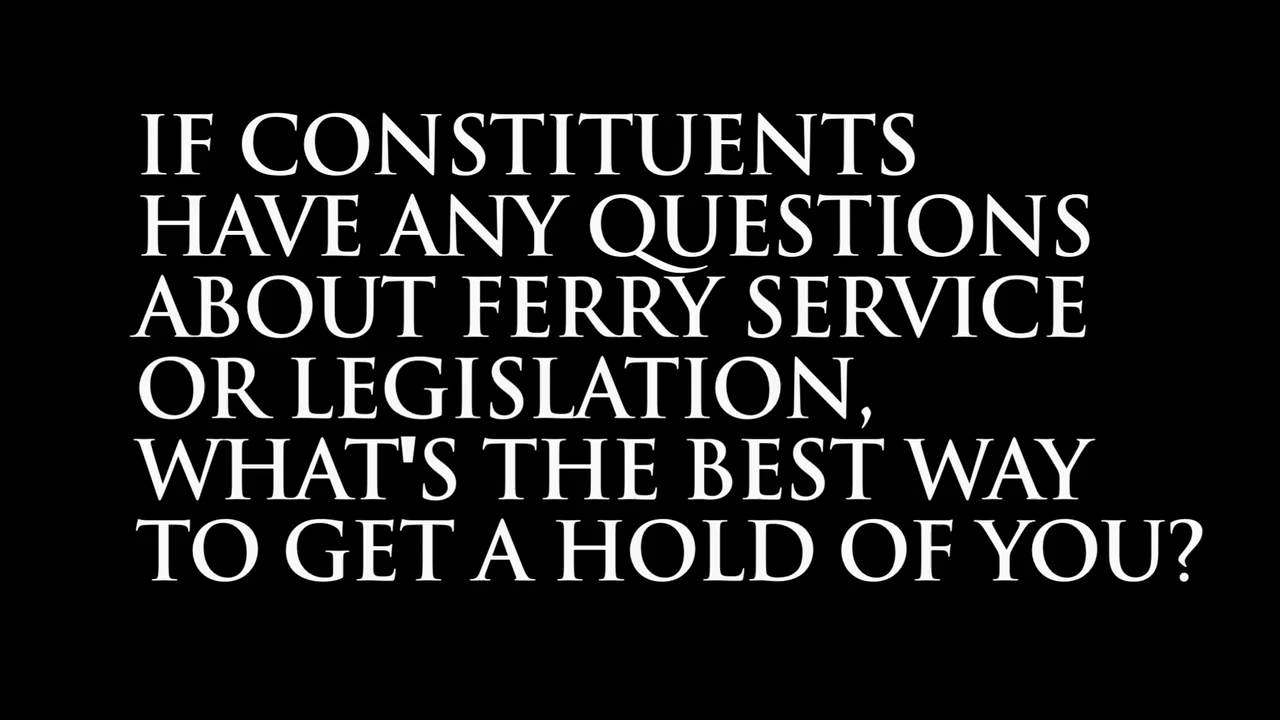 IF CONSTITUENTS
HAVE ANY QUESTIONS
ABOUT FERRY SERVICE
OR LEGISLATION,
WHAT'S THE BEST WAY
TO GET A HOLD OF YOU?